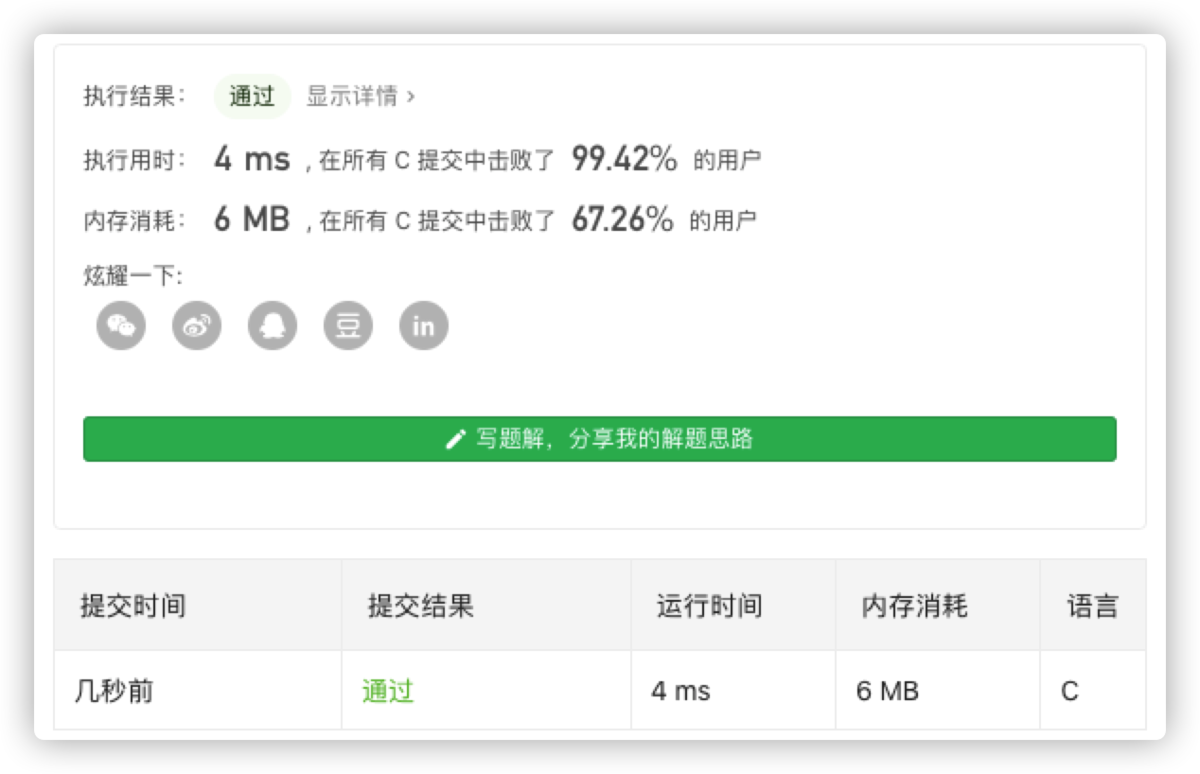 执行结果： 通过 显示详情 ›
执行用时： 4 ms , 在所有 C 提交中击败了 99.42% 的用户
内存消耗： 6 MB , 在所有 C 提交中击败了 67.26% 的用户
炫耀一下:
豆 in
写题解，分享我的解题思路
提交时间 提交结果 运行时间 内存消耗 语言
几秒前 通过 4 ms 6 MB C